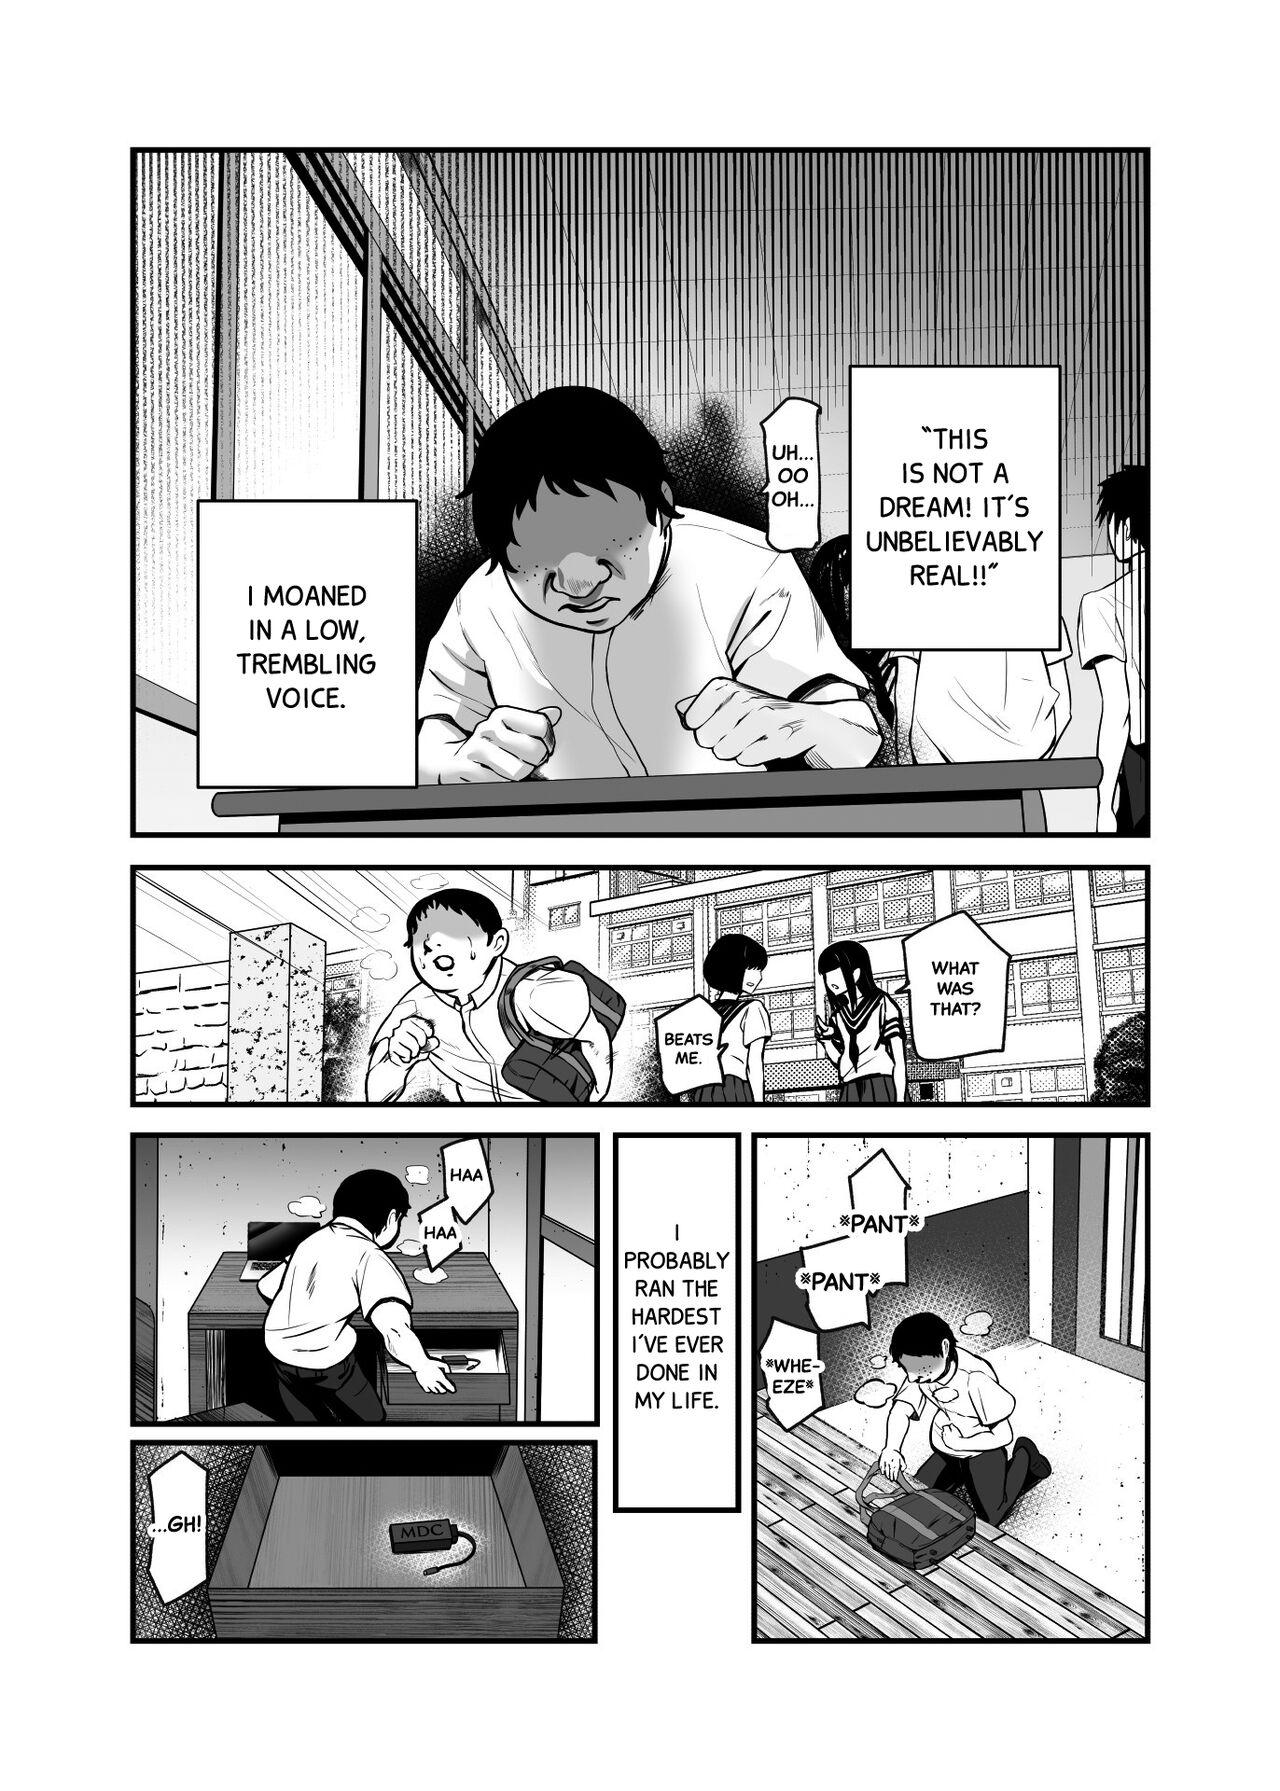 “THIS
IS NOT A
DREAM! IT'S
UNBELIEVABLY
REAL!!”
UH...
OO
OH...
I MOANED
IN A LOW,
TREMBLING
VOICE.
WHAT
WAS
THAT?
BEATS
ME.
*PANT*
*PANT*
*WHE-
EZE*
I
PROBABLY
RAN THE
HARDEST
I'VE EVER
DONE IN
MY LIFE.
HAA
HAA
...GH!
MDC